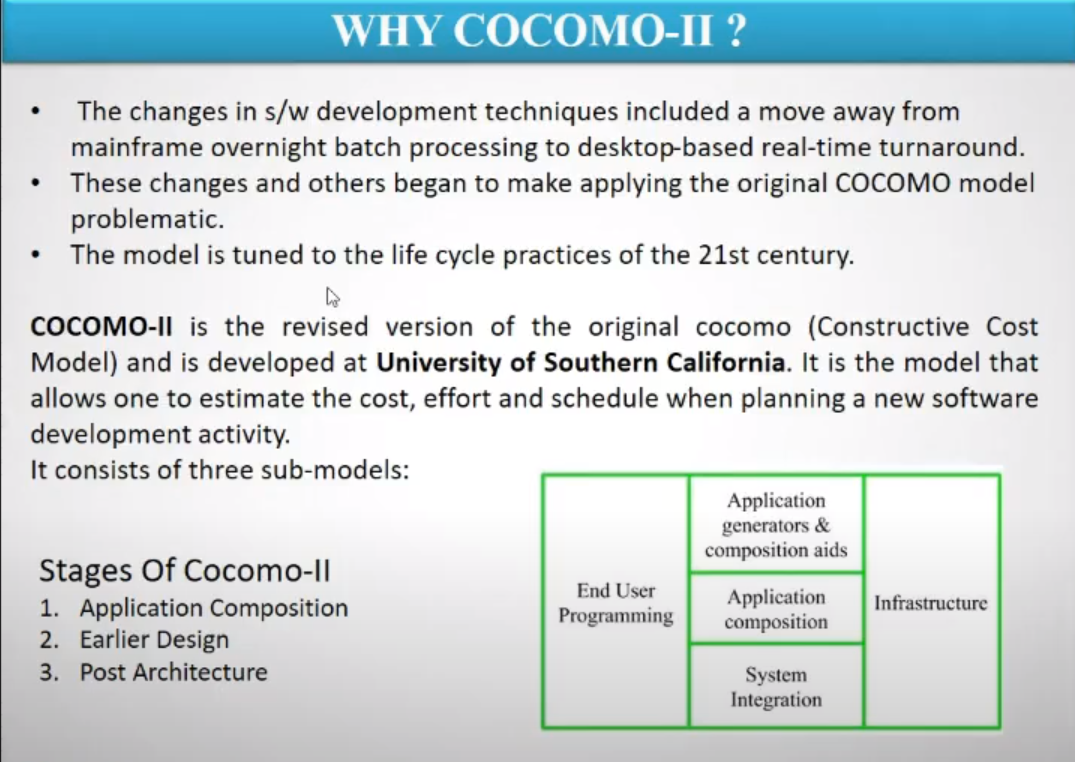 WHY COCOMO-II ?
• The changes in s/w development techniques included a move away from
mainframe overnight batch processing to desktop-based real-time turnaround.
• These changes and others began to make applying the original COCOMO model
problematic.
• The model is tuned to the life cycle practices of the 21st century.
COCOMO-II is the revised version of the original cocomo (Constructive Cost
Model) and is developed at University of Southern California. It is the model that
allows one to estimate the cost, effort and schedule when planning a new software
development activity.
It consists of three sub-models:
Stages Of Cocomo-II
1. Application Composition
2. Earlier Design
3. Post Architecture
End User
Programming
Application
generators &
composition aids
Application
composition
System
Integration
Infrastructure